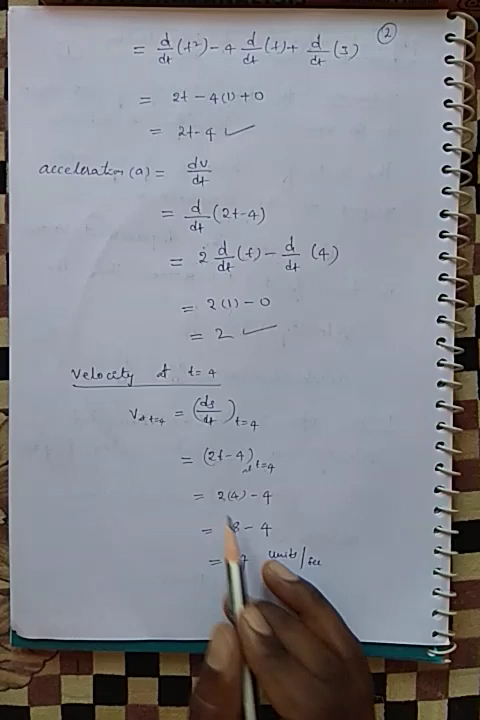 ②
= d/dt (t²) - 4 d/dt (t) + d/dt (3)
= 2t - 4(1) + 0
= 2t - 4 ✓
acceleration (a) = dv/dt
= d/dt (2t-4)
= 2 d/dt (t) - d/dt (4)
= 2(1) - 0
= 2 ✓
Velocity at t=4
V at t=4 = (ds/dt) t=4
= (2t-4) at t=4
= 2(4) - 4
= 8 - 4
= units/sec